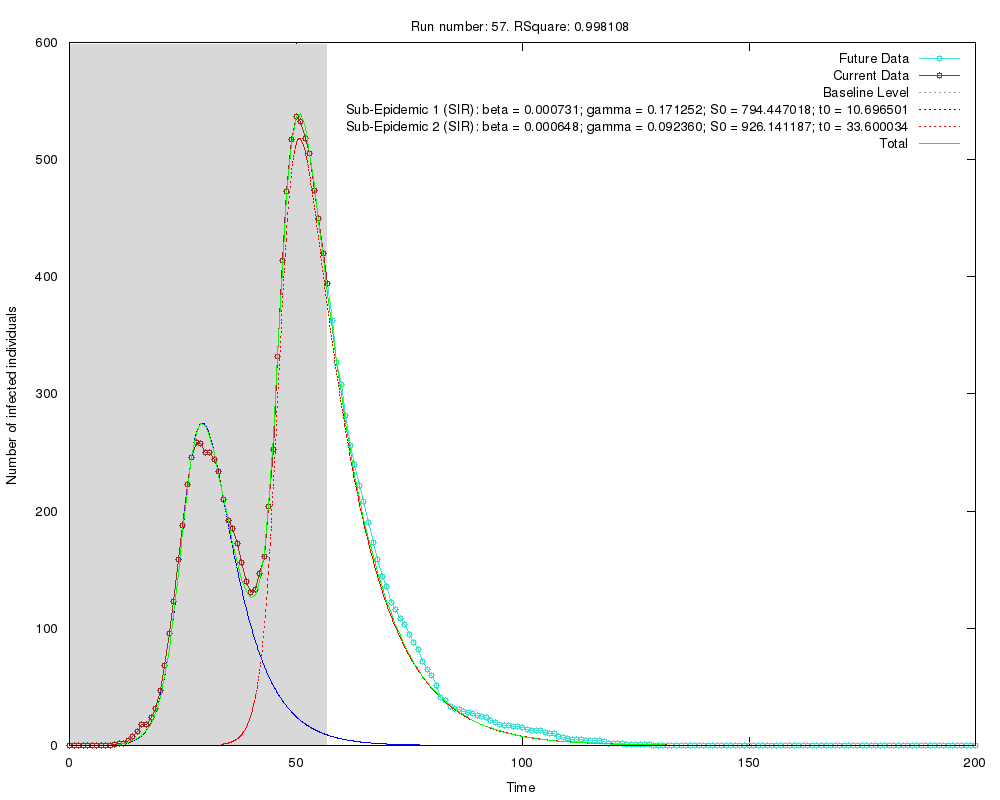 Run number: 57. RSquare: 0.998108
600
500
400
300
200
100
0
Number of infected individuals
Future Data
Current Data
Baseline Level
Sub-Epidemic 1 (SIR): beta = 0.000731; gamma = 0.171252; S0 = 794.447018; t0 = 10.696501
Sub-Epidemic 2 (SIR): beta = 0.000648; gamma = 0.092360; S0 = 926.141187; t0 = 33.600034
Total
0 50 100 150 200
Time